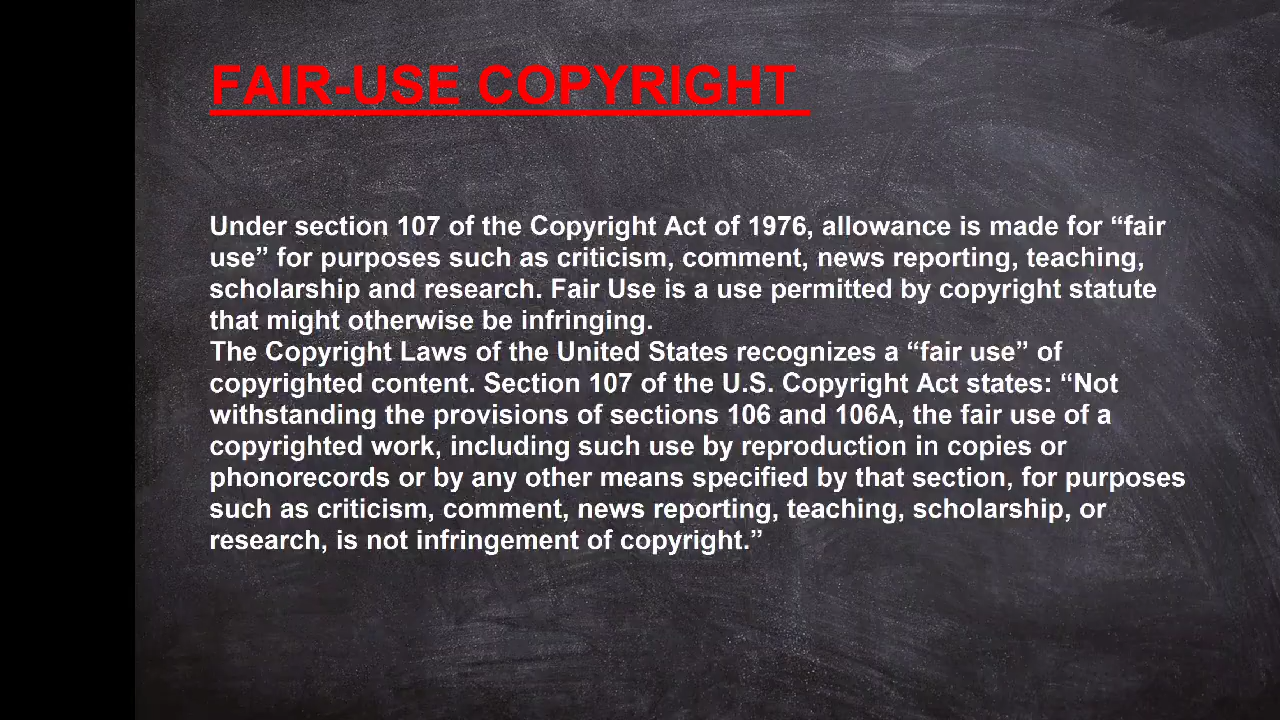 FAIR-USE COPYRIGHT
Under section 107 of the Copyright Act of 1976, allowance is made for “fair
use” for purposes such as criticism, comment, news reporting, teaching,
scholarship and research. Fair Use is a use permitted by copyright statute
that might otherwise be infringing.
The Copyright Laws of the United States recognizes a “fair use” of
copyrighted content. Section 107 of the U.S. Copyright Act states: “Not
withstanding the provisions of sections 106 and 106A, the fair use of a
copyrighted work, including such use by reproduction in copies or
phonorecords or by any other means specified by that section, for purposes
such as criticism, comment, news reporting, teaching, scholarship, or
research, is not infringement of copyright.”